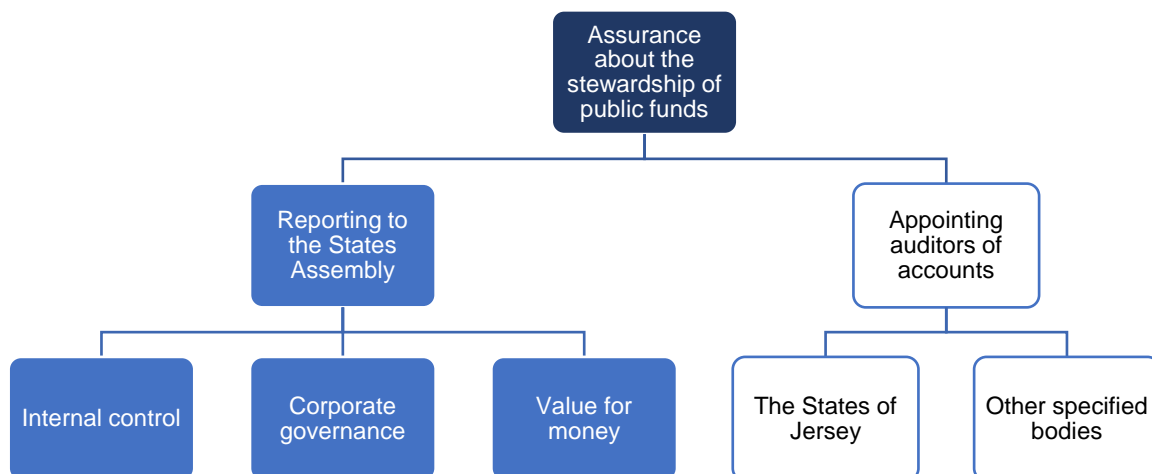 Assurance
about the
stewardship of
public funds
Reporting to
the States
Assembly
Appointing
auditors of
accounts
Internal control
Corporate
governance
Value for
money
The States of
Jersey
Other specified
bodies